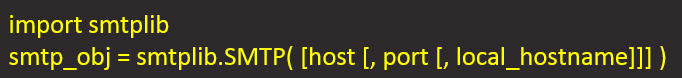 import smtplib
smtp_obj = smtplib.SMTP( [host [, port [, local_hostname]]] )